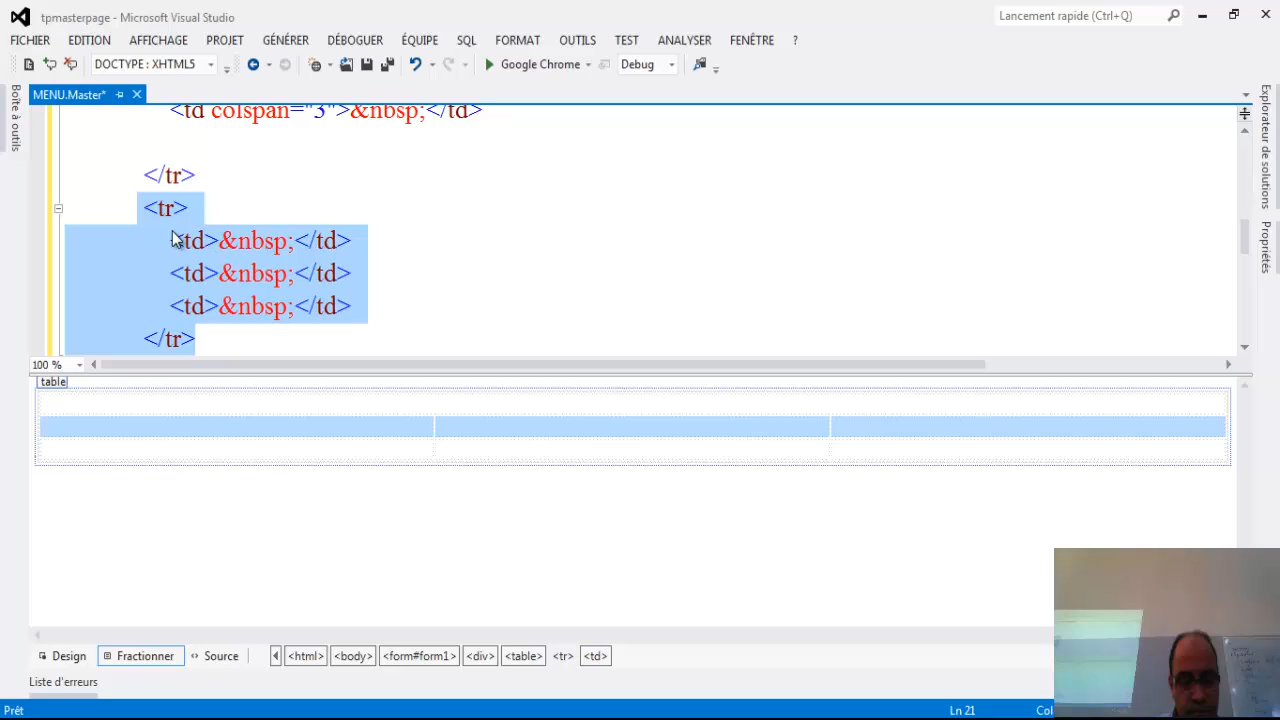 tpmasterpage - Microsoft Visual Studio
Lancement rapide (Ctrl+Q)
FICHIER EDITION AFFICHAGE PROJET GÉNÉRER DÉBOGUER ÉQUIPE SQL FORMAT OUTILS TEST ANALYSER FENÊTRE ?
DOCTYPE : XHTML5 Google Chrome Debug
MENU.Master*
Boîte à outils
Explorateur de solutions
Propriétés
<td colspan="3">&nbsp;</td>
</tr>
<tr>
<td>&nbsp;</td>
<td>&nbsp;</td>
<td>&nbsp;</td>
</tr>
100 %
table
Design Fractionner Source <html> <body> <form#form1> <div> <table> <tr> <td>
Liste d'erreurs
Prêt Ln 21 Col